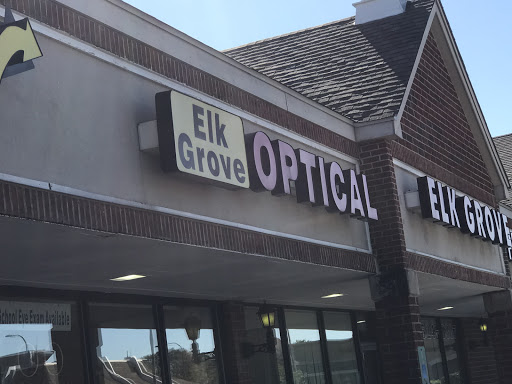 Elk
Grove
OPTICAL
ELK GROVE
School Eye Exam Available